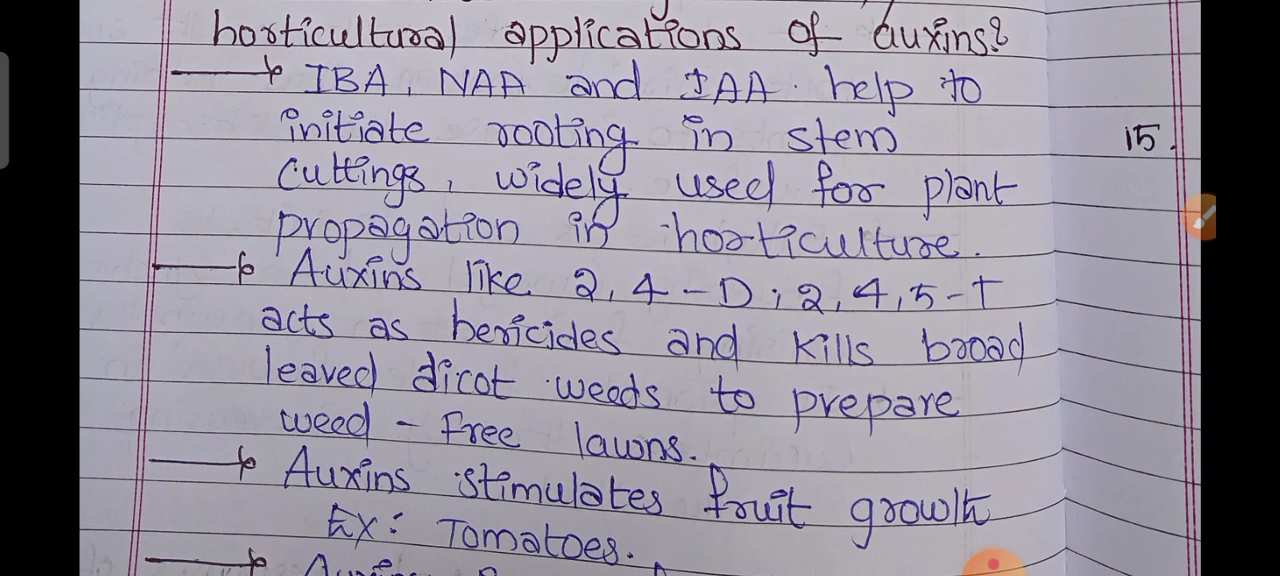 horticultural applications of auxins?
→ IBA, NAA and IAA help to
initiate rooting in stem
15.
cuttings, widely used for plant
propagation in horticulture.
→ Auxins like 2,4-D; 2,4,5-T
acts as hericides and kills broad
leaved dicot weeds to prepare
weed - free lawns.
→ Auxins stimulates fruit growth
Ex: Tomatoes.